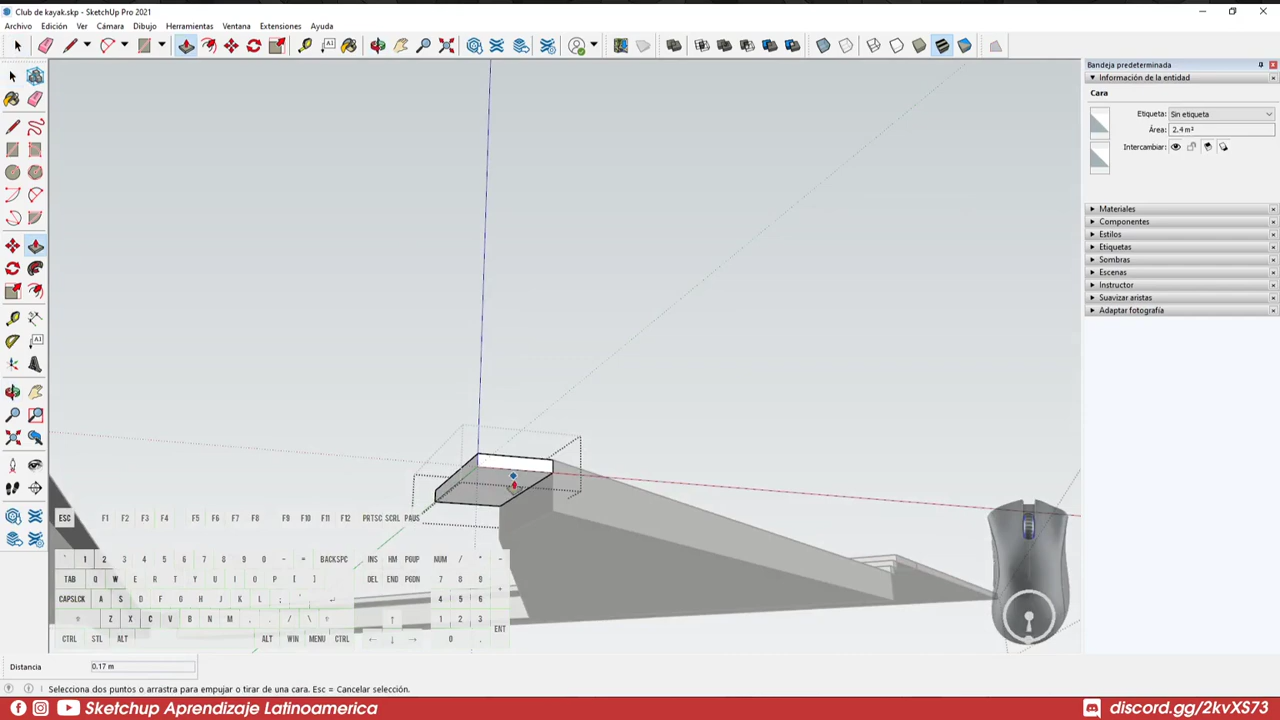 Club de kayak.skp - SketchUp Pro 2021
Archivo Edición Ver Cámara Dibujo Herramientas Ventana Extensiones Ayuda
Bandeja predeterminada
Información de la entidad
Cara
Etiqueta: Sin etiqueta
Área: 2.4 m²
Intercambiar:
Materiales
Componentes
Estilos
Etiquetas
Sombras
Escenas
Instructor
Suavizar aristas
Adaptar fotografía
ESC F1 F2 F3 F4 F5 F6 F7 F8 F9 F10 F11 F12 PRTSC SCRL PAUS
1 2 3 4 5 6 7 8 9 0 - = BACKSPC INS HM PGUP NUM / * -
TAB Q W E R T Y U I O P [ ] DEL END PGDN 7 8 9 +
CAPSLCK A S D F G H J K L ; ' 4 5 6
Z X C V B N M , . / \ 1 2 3 ENT
CTRL STL ALT ALT WIN MENU CTRL 0 .
Distancia 0.17 m
Selecciona dos puntos o arrastra para empujar o tirar de una cara. Esc = Cancelar selección.
Sketchup Aprendizaje Latinoamerica discord.gg/2kvXS73